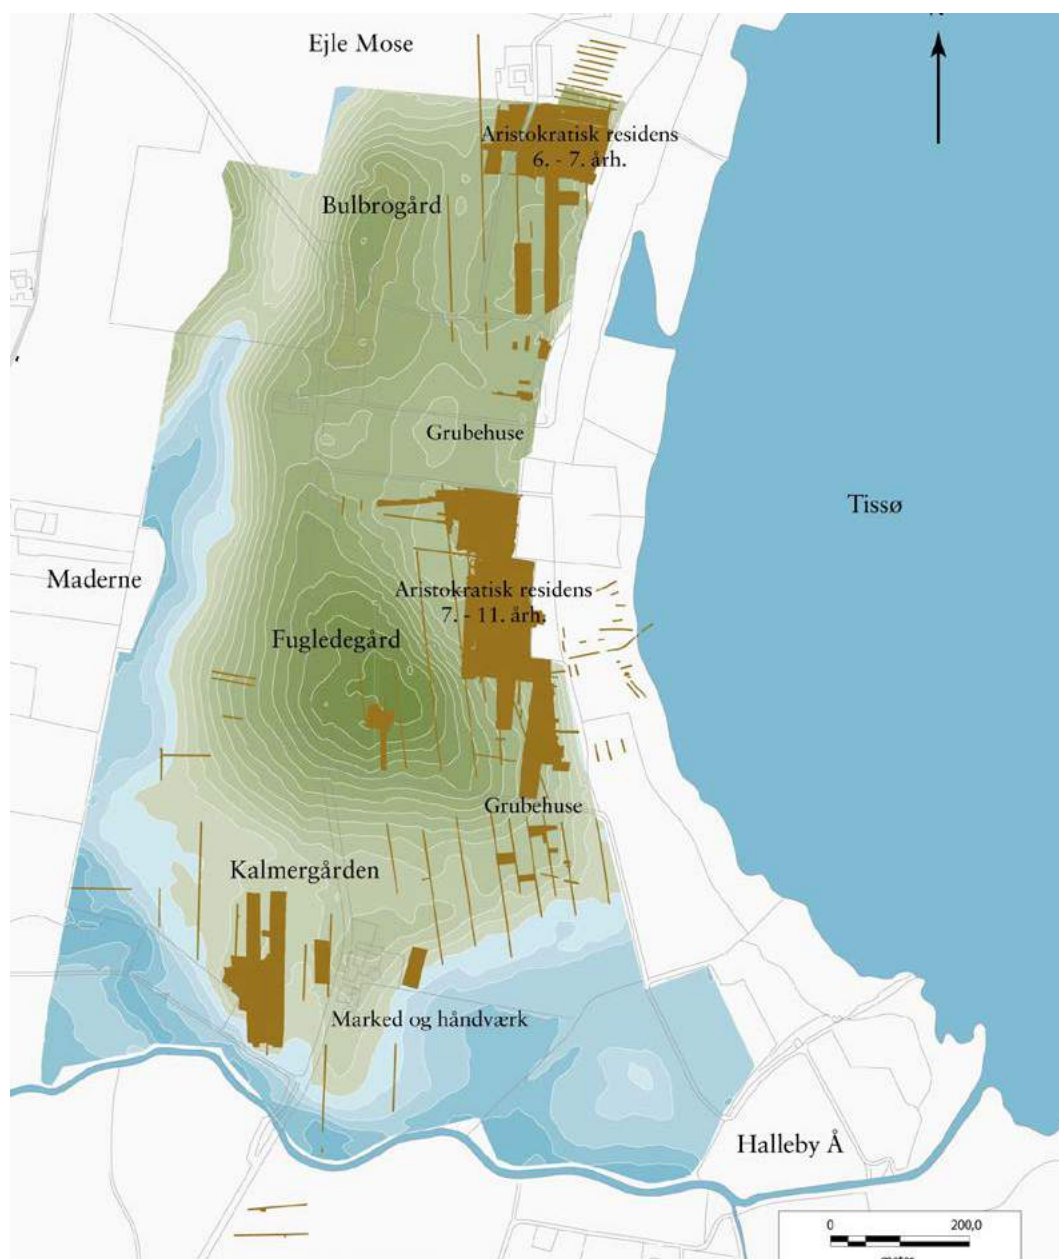 Ejle Mose
Aristokratisk residens
6. - 7. årh.
Bulbrogård
Grubehuse
Tissø
Maderne
Aristokratisk residens
7. - 11. årh.
Fugledegård
Grubehuse
Kalmergården
Marked og håndværk
Halleby Å
0 200,0